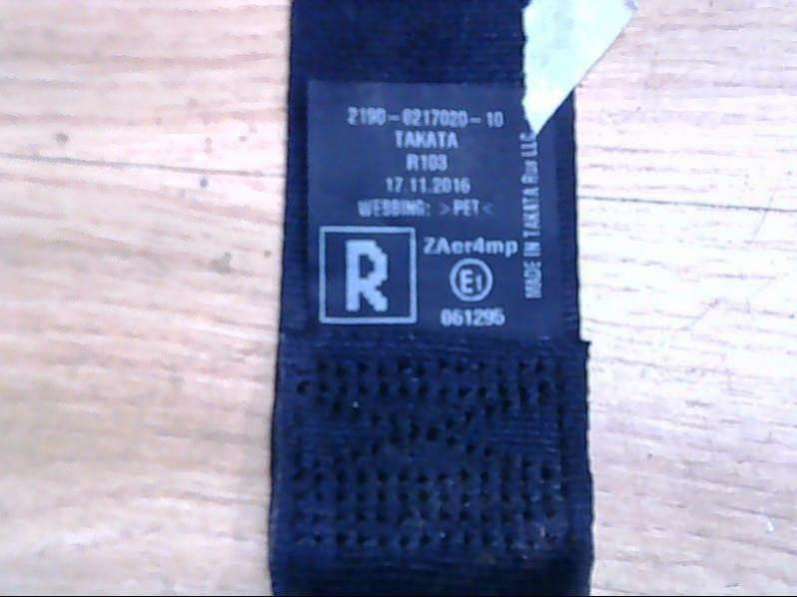 2190-8217020-10
TAKATA
R103
17.11.2016
WEBBING: >PET<
R
ZAer4mp
E1
061295
MADE IN TAKATA Rus LLC